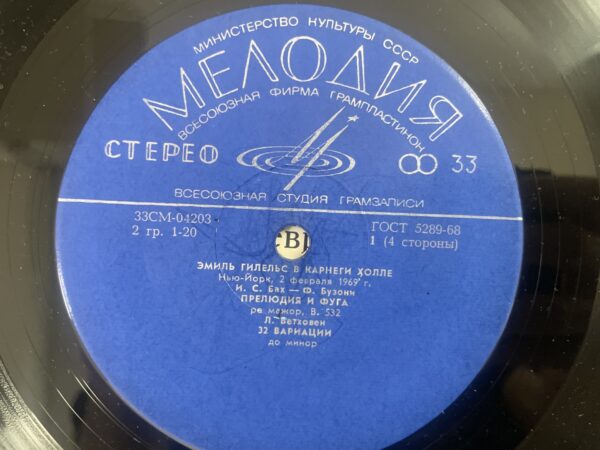 МИНИСТЕРСТВО КУЛЬТУРЫ СССР
МЕЛОДИЯ
ВСЕСОЮЗНАЯ ФИРМА ГРАМПЛАСТИНОК
СТЕРЕО
33
ВСЕСОЮЗНАЯ СТУДИЯ ГРАМЗАПИСИ
33СМ-04203
ГОСТ 5289-68
2 гр. 1-20
1 (4 стороны)
ЭМИЛЬ ГИЛЕЛЬС В КАРНЕГИ ХОЛЛЕ
Нью-Йорк, 2 февраля 1969 г.
И. С. Бах — Ф. Бузони
ПРЕЛЮДИЯ И ФУГА
ре мажор, В. 532
Л. Бетховен
32 ВАРИАЦИИ
до минор